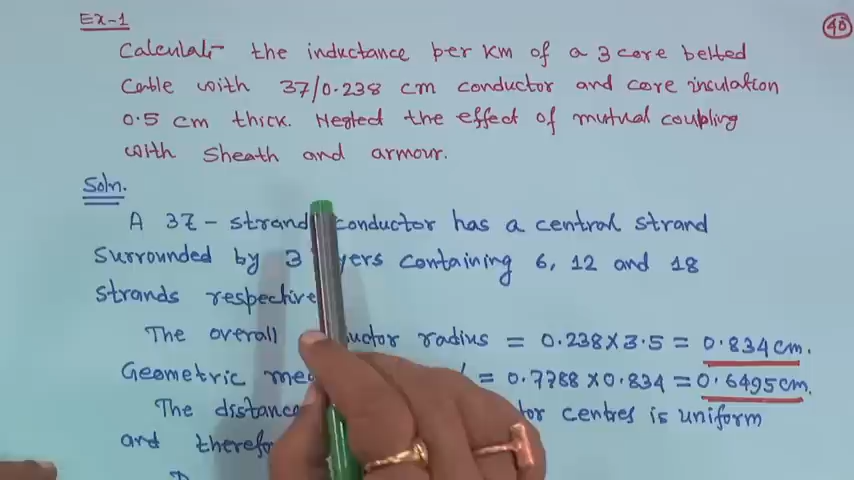 Ex-1
40
Calculate the inductance per Km of a 3 core belted
Cable with 37/0.238 cm conductor and core insulation
0.5 cm thick. Neglect the effect of mutual coupling
with Sheath and armour.
Soln.
A 37 - strand conductor has a central strand
Surrounded by 3 yers containing 6, 12 and 18
strands respective
The overall uctor radius = 0.238 X 3.5 = 0.834 cm.
Geometric me = 0.7788 X 0.834 = 0.6495 cm.
The distance tor centres is uniform
and therefo